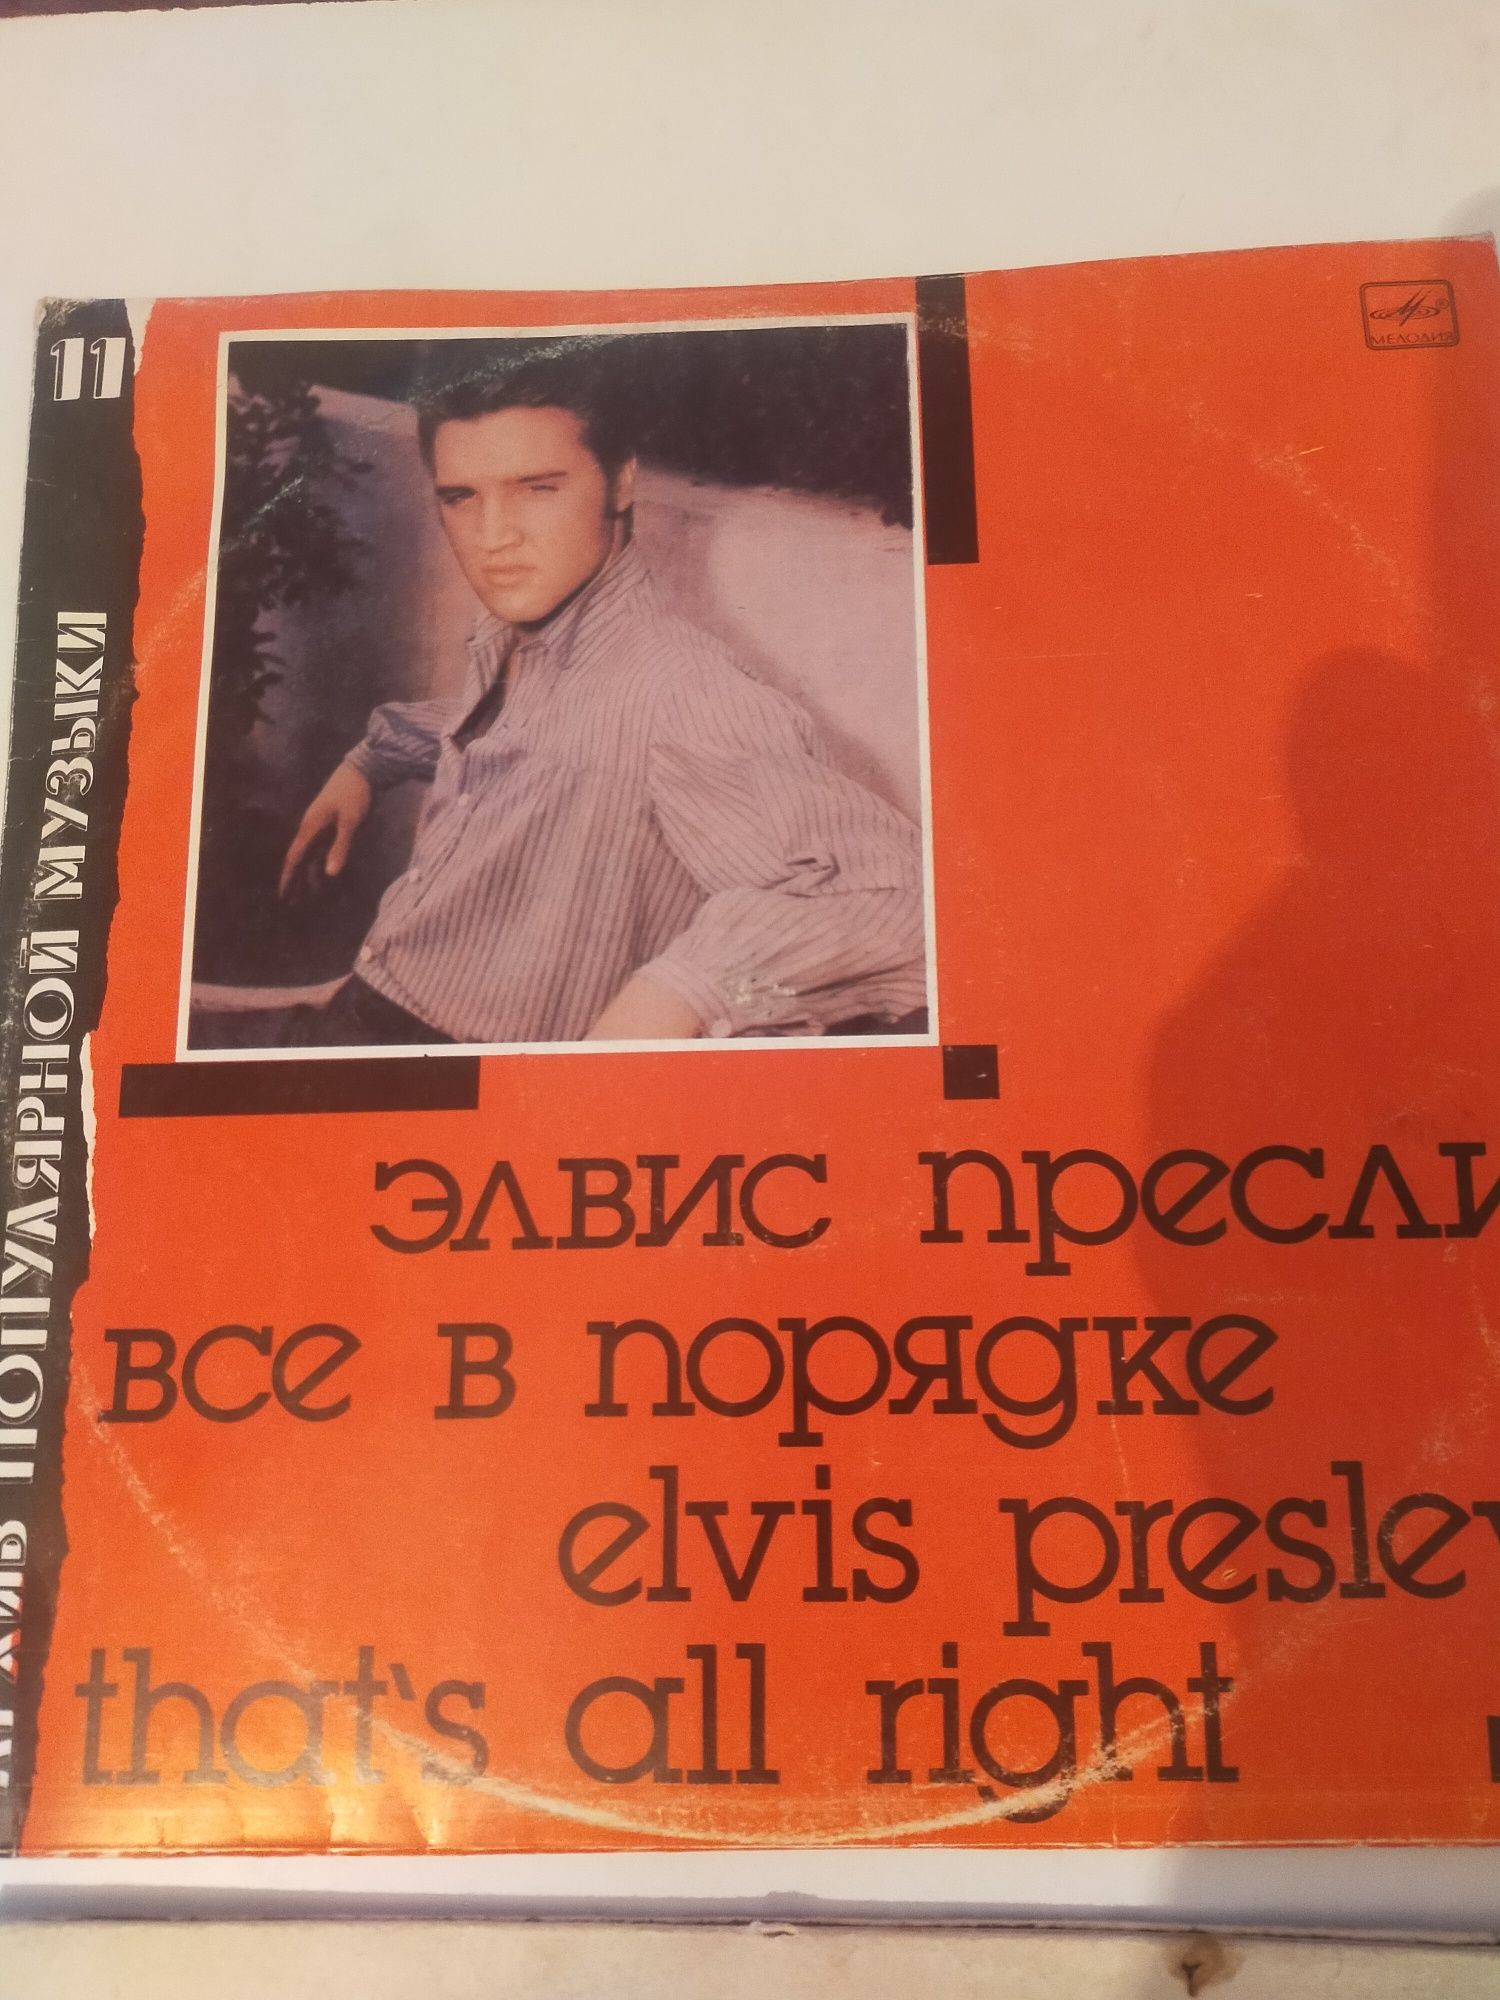 11
АРХИВ ПОПУЛЯРНОЙ МУЗЫКИ
МЕЛОДИЯ
элвис пресли
все в порядке
elvis presley
that's all right